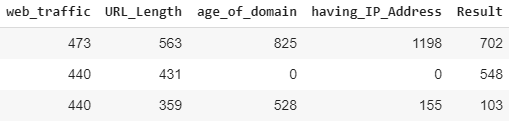 web_traffic URL_Length age_of_domain having_IP_Address Result
473 563 825 1198 702
440 431 0 0 548
440 359 528 155 103